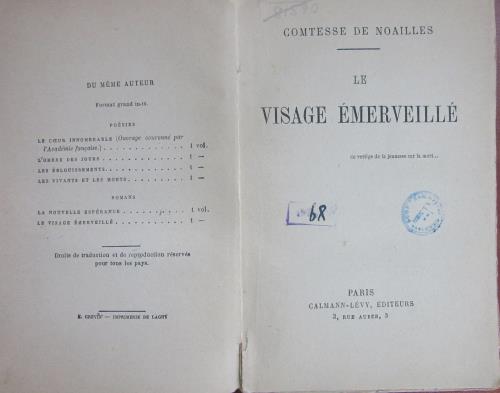 DU MÊME AUTEUR
Format grand in-18.
POÉSIES
LE CŒUR INNOMBRABLE (Ouvrage couronné par
l'Académie française.) . . . . . . . . . . . . . . 1 vol.
L'OMBRE DES JOURS . . . . . . . . . . . . . . 1 —
LES ÉBLOUISSEMENTS . . . . . . . . . . . . . . 1 —
LES VIVANTS ET LES MORTS . . . . . . . . . . . . 1 —
ROMANS
LA NOUVELLE ESPÉRANCE . . . . . . . . . . . . 1 vol.
LE VISAGE ÉMERVEILLÉ . . . . . . . . . . . . . 1 —
Droits de traduction et de reproduction réservés
pour tous les pays.
E. GREVIN — IMPRIMERIE DE LAGNY
COMTESSE DE NOAILLES
LE
VISAGE ÉMERVEILLÉ
ce vertige de la jeunesse sur la mort...
68
PARIS
CALMANN-LÉVY, ÉDITEURS
3, RUE AUBER, 3